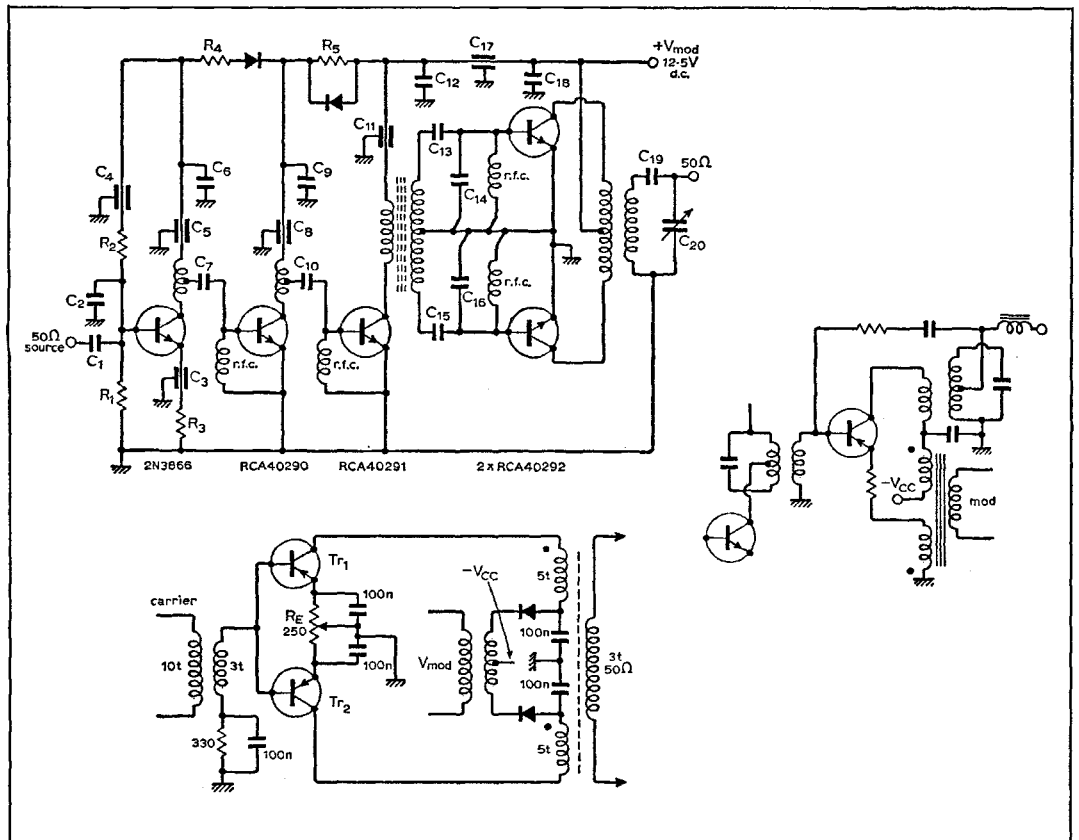 R4
R5
C17
+Vmod
12·5V
d.c.
C12
C18
C11
C13
C4
C6
C9
r.f.c.
C19
50Ω
C14
R2
C5
C8
C20
C7
C10
C2
r.f.c.
C16
50Ω
source
C1
C15
r.f.c.
r.f.c.
C3
R1
R3
2N3866
RCA40290
RCA40291
2 x RCA40292
-VCC
mod
Tr1
5t
-VCC
carrier
100n
RE
250
100n
10t
3t
Vmod
3t
50Ω
100n
100n
Tr2
330
100n
5t